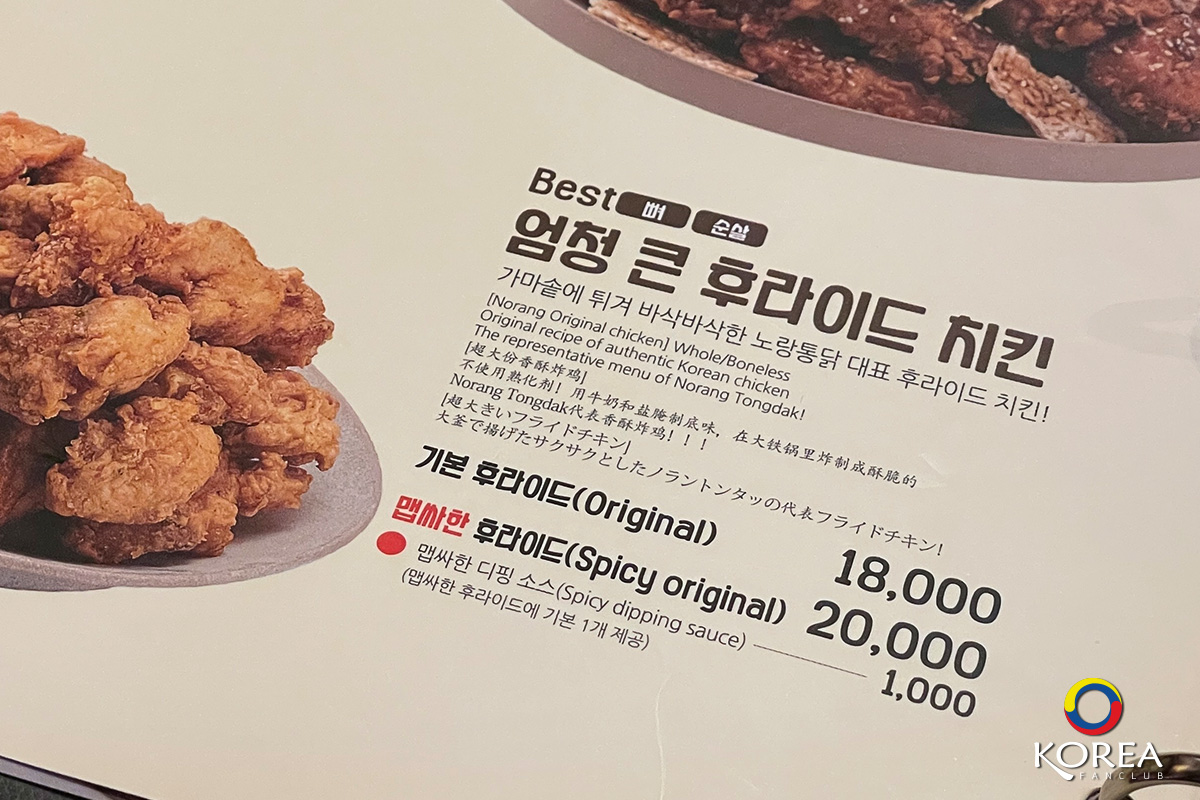 Best 뼈 순살
엄청 큰 후라이드 치킨
가마솥에 튀겨 바삭바삭한 노랑통닭 대표 후라이드 치킨!
[Norang Original chicken] Whole/Boneless
Original recipe of authentic Korean chicken
The representative menu of Norang Tongdak!
[超大份香酥炸鸡]
不使用熟化剂！用牛奶和盐腌制底味，在大铁锅里炸制成酥脆的
Norang Tongdak代表香酥炸鸡！！！
[超大きいフライドチキン]
大釜で揚げたサクサクとしたノラントンタッの代表フライドチキン!
기본 후라이드(Original) 18,000
맵싸한 후라이드(Spicy original) 20,000
맵싸한 디핑 소스(Spicy dipping sauce) 1,000
(맵싸한 후라이드에 기본 1개 제공)
KOREA
FANCLUB